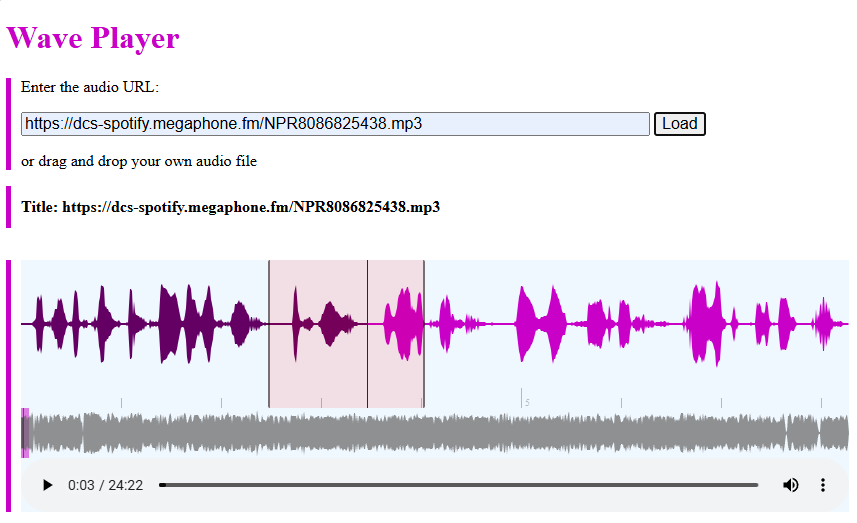 Wave Player
Enter the audio URL:
https://dcs-spotify.megaphone.fm/NPR8086825438.mp3 Load
or drag and drop your own audio file
Title: https://dcs-spotify.megaphone.fm/NPR8086825438.mp3
5
0:03 / 24:22